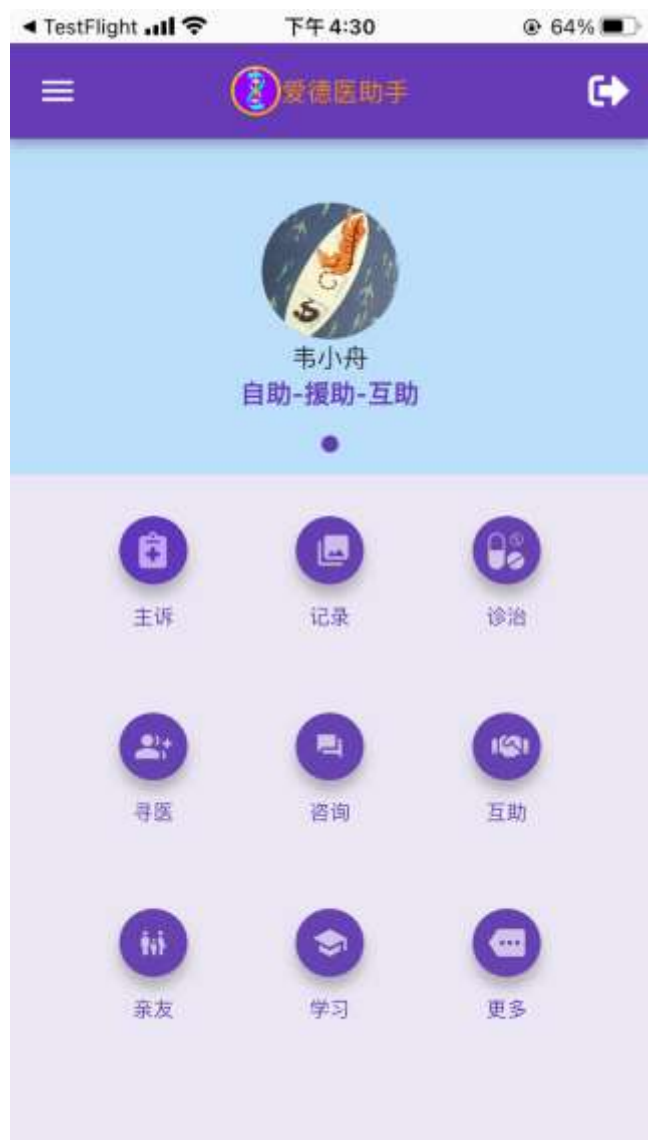 TestFlight 下午 4:30 64%
爱德医助手
韦小舟
自助-援助-互助
主诉 记录 诊治
寻医 咨询 互助
亲友 学习 更多